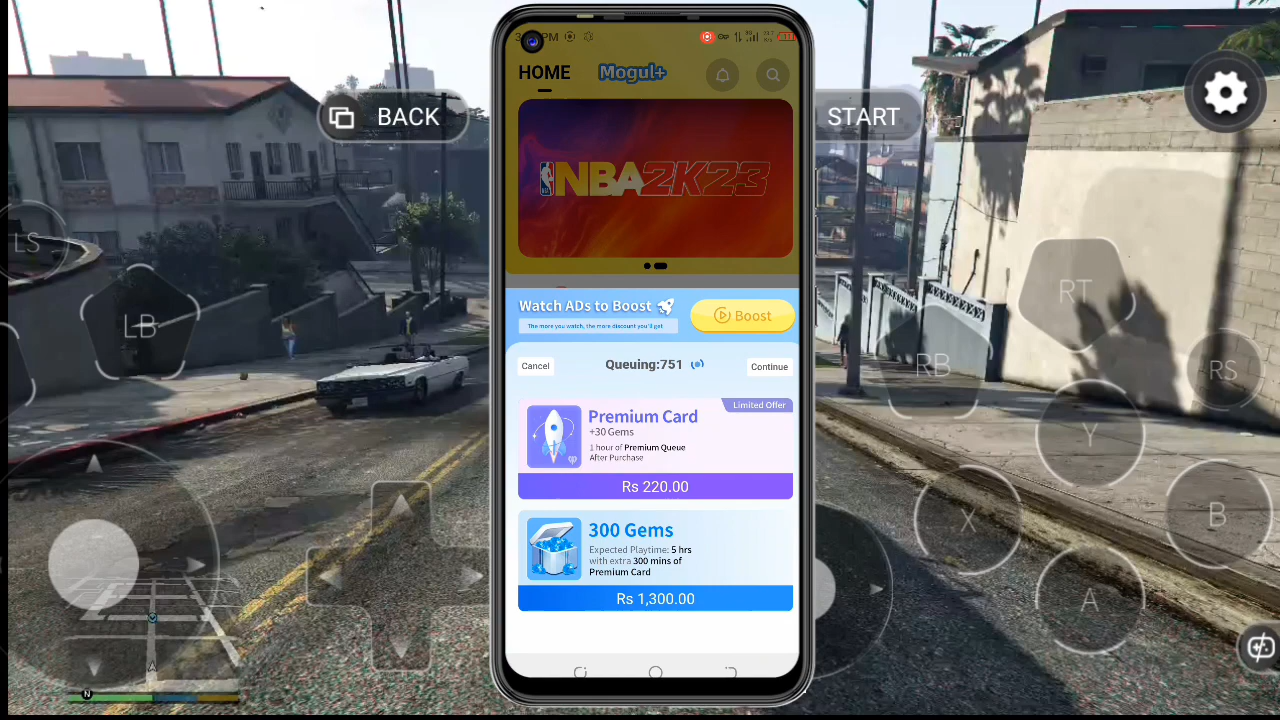 PM
HOME
Mogul+
BACK
START
NBA2K23
LS
LB
RT
RB
RS
Y
X
B
A
Watch ADs to Boost
The more you watch, the more discount you'll get
Boost
Cancel
Queuing:751
Continue
Limited Offer
Premium Card
+30 Gems
1 hour of Premium Queue
After Purchase
Rs 220.00
300 Gems
Expected Playtime: 5 hrs
with extra 300 mins of
Premium Card
Rs 1,300.00
N